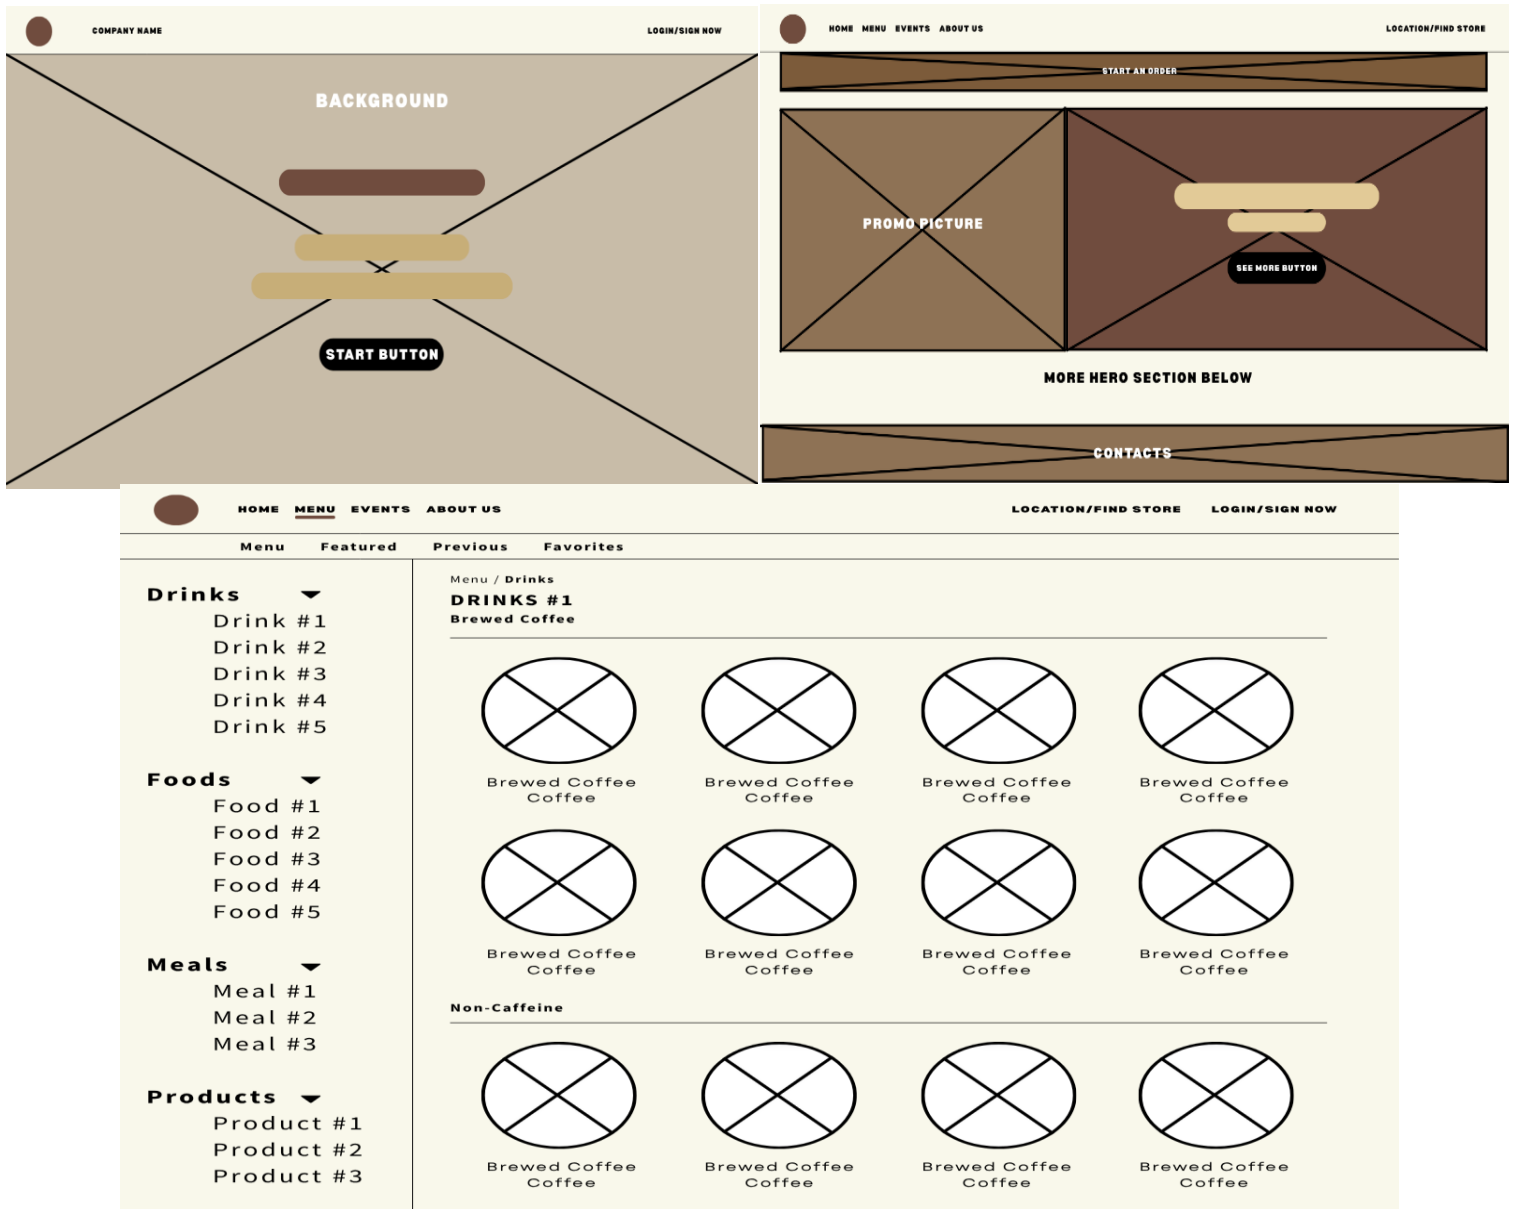 COMPANY NAME
LOGIN/SIGN NOW
BACKGROUND
START BUTTON
HOME MENU EVENTS ABOUT US
LOCATION/FIND STORE
START AN ORDER
PROMO PICTURE
SEE MORE BUTTON
MORE HERO SECTION BELOW
CONTACTS
HOME MENU EVENTS ABOUT US
LOCATION/FIND STORE LOGIN/SIGN NOW
Menu Featured Previous Favorites
Drinks
Drink #1
Drink #2
Drink #3
Drink #4
Drink #5
Foods
Food #1
Food #2
Food #3
Food #4
Food #5
Meals
Meal #1
Meal #2
Meal #3
Products
Product #1
Product #2
Product #3
Menu / Drinks
DRINKS #1
Brewed Coffee
Brewed Coffee
Coffee
Brewed Coffee
Coffee
Brewed Coffee
Coffee
Brewed Coffee
Coffee
Brewed Coffee
Coffee
Brewed Coffee
Coffee
Brewed Coffee
Coffee
Brewed Coffee
Coffee
Non-Caffeine
Brewed Coffee
Coffee
Brewed Coffee
Coffee
Brewed Coffee
Coffee
Brewed Coffee
Coffee